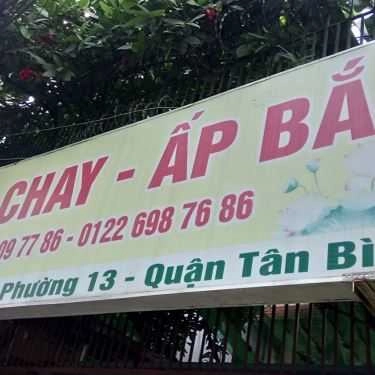 CHAY - ẤP BẮ
09 77 86 - 0122 698 76 86
Phường 13 - Quận Tân Bì